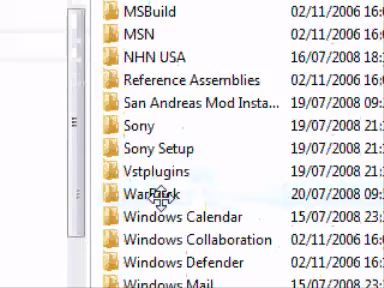 MSBuild 02/11/2006 16:
MSN 02/11/2006 16:
NHN USA 16/07/2008 18:
Reference Assemblies 02/11/2006 16:
San Andreas Mod Insta... 19/07/2008 09:
Sony 19/07/2008 21:
Sony Setup 19/07/2008 21:
Vstplugins 19/07/2008 21:
WarRock 20/07/2008 09:
Windows Calendar 15/07/2008 23:
Windows Collaboration 02/11/2006 16:
Windows Defender 02/11/2006 16:
Windows Mail 15/07/2008 23: